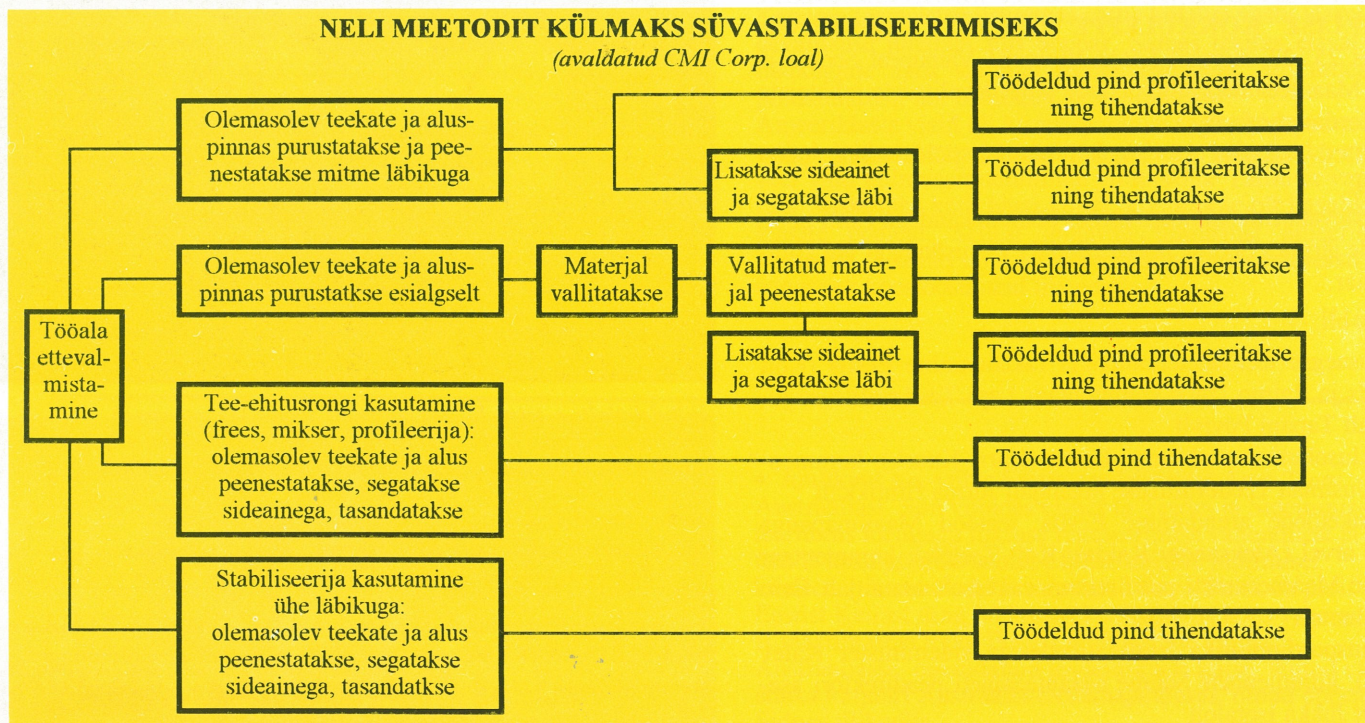 NELI MEETODIT KÜLMAKS SÜVASTABILISEERIMISEKS
(avaldatud CMI Corp. loal)
Tööala
etteval-
mista-
mine
Olemasolev teekate ja alus-
pinnas purustatakse ja pee-
nestatakse mitme läbikuga
Töödeldud pind profileeritakse
ning tihendatakse
Lisatakse sideainet
ja segatakse läbi
Töödeldud pind profileeritakse
ning tihendatakse
Olemasolev teekate ja alus-
pinnas purustatkse esialgselt
Materjal
vallitatakse
Vallitatud mater-
jal peenestatakse
Töödeldud pind profileeritakse
ning tihendatakse
Lisatakse sideainet
ja segatakse läbi
Töödeldud pind profileeritakse
ning tihendatakse
Tee-ehitusrongi kasutamine
(frees, mikser, profileerija):
olemasolev teekate ja alus
peenestatakse, segatakse
sideainega, tasandatakse
Töödeldud pind tihendatakse
Stabiliseerija kasutamine
ühe läbikuga:
olemasolev teekate ja alus
peenestatakse, segatakse
sideainega, tasandatkse
Töödeldud pind tihendatakse